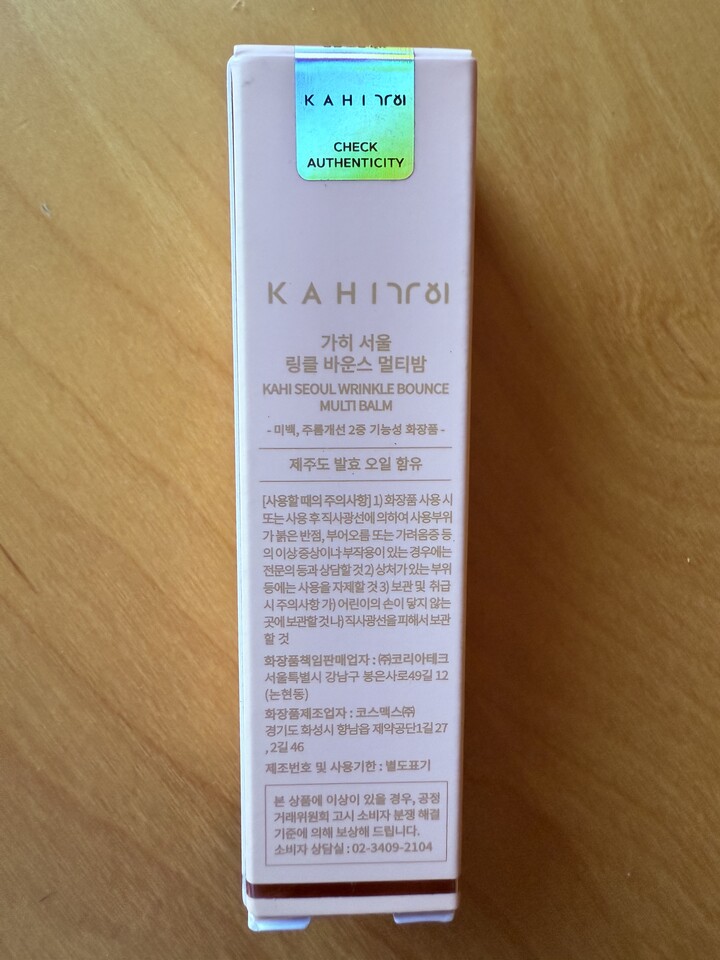 KAHI 가히
CHECK
AUTHENTICITY
KAHI 가히
가히 서울
링클 바운스 멀티밤
KAHI SEOUL WRINKLE BOUNCE
MULTI BALM
- 미백, 주름개선 2중 기능성 화장품 -
제주도 발효 오일 함유
[사용할 때의 주의사항] 1) 화장품 사용 시
또는 사용 후 직사광선에 의하여 사용부위
가 붉은 반점, 부어오름 또는 가려움증 등
의 이상 증상이나 부작용이 있는 경우에는
전문의 등과 상담할 것 2) 상처가 있는 부위
등에는 사용을 자제할 것 3) 보관 및 취급
시 주의사항 가) 어린이의 손이 닿지 않는
곳에 보관할 것 나) 직사광선을 피해서 보관
할 것
화장품책임판매업자 : ㈜코리아테크
서울특별시 강남구 봉은사로49길 12
(논현동)
화장품제조업자 : 코스맥스㈜
경기도 화성시 향남읍 제약공단1길 27
, 2길 46
제조번호 및 사용기한 : 별도표기
본 상품에 이상이 있을 경우, 공정
거래위원회 고시 소비자 분쟁 해결
기준에 의해 보상해 드립니다.
소비자 상담실 : 02-3409-2104